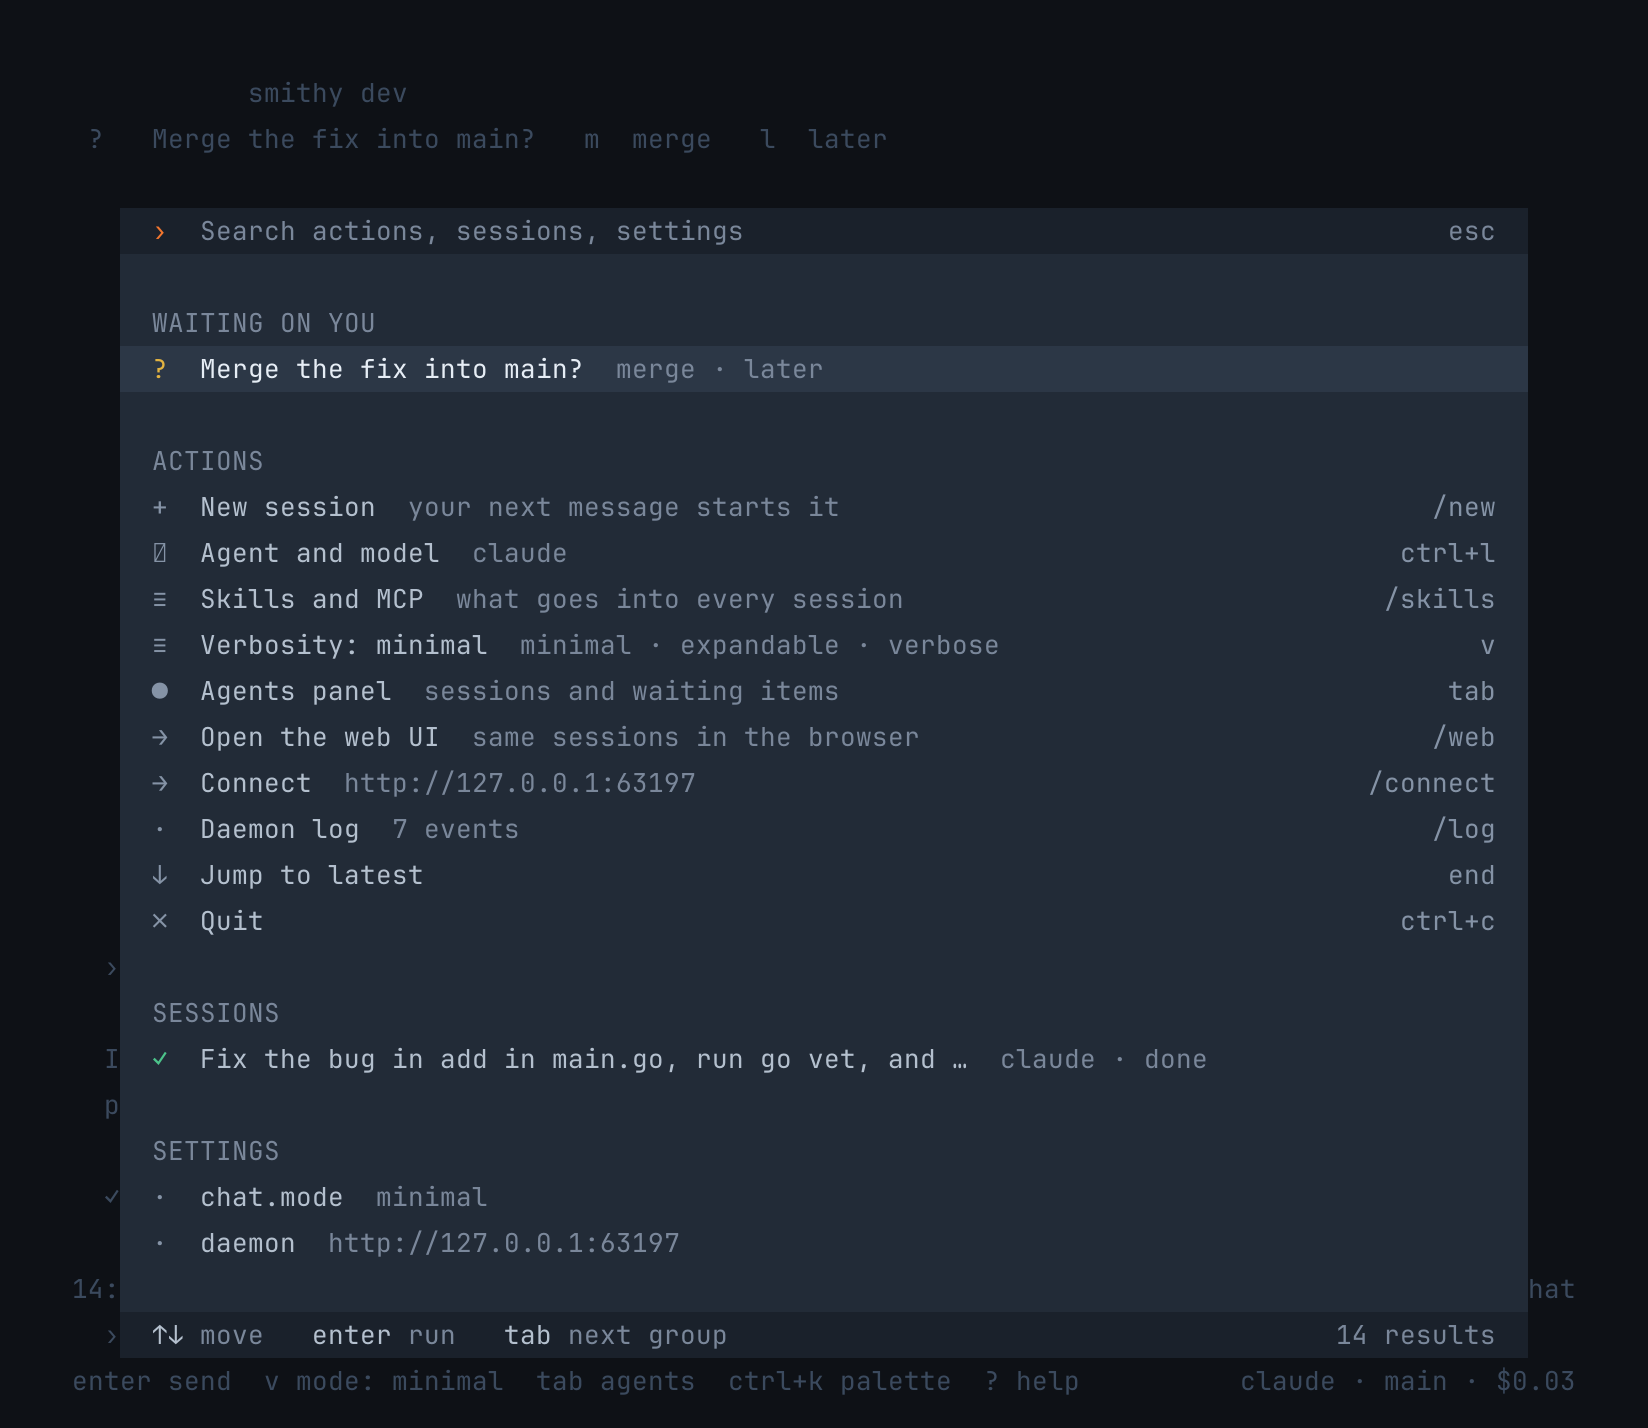 smithy dev
? Merge the fix into main? m merge l later
› Search actions, sessions, settings esc
WAITING ON YOU
? Merge the fix into main? merge · later
ACTIONS
+ New session your next message starts it /new
Agent and model claude ctrl+l
≡ Skills and MCP what goes into every session /skills
≡ Verbosity: minimal minimal · expandable · verbose v
● Agents panel sessions and waiting items tab
→ Open the web UI same sessions in the browser /web
→ Connect http://127.0.0.1:63197 /connect
· Daemon log 7 events /log
↓ Jump to latest end
× Quit ctrl+c
›
SESSIONS
I ✓ Fix the bug in add in main.go, run go vet, and … claude · done
p
SETTINGS
✓ · chat.mode minimal
· daemon http://127.0.0.1:63197
14: hat
› ↑↓ move enter run tab next group 14 results
enter send v mode: minimal tab agents ctrl+k palette ? help claude · main · $0.03